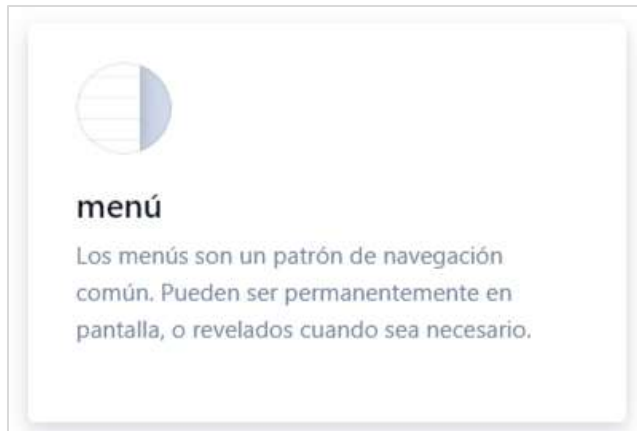 menú
Los menús son un patrón de navegación
común. Pueden ser permanentemente en
pantalla, o revelados cuando sea necesario.